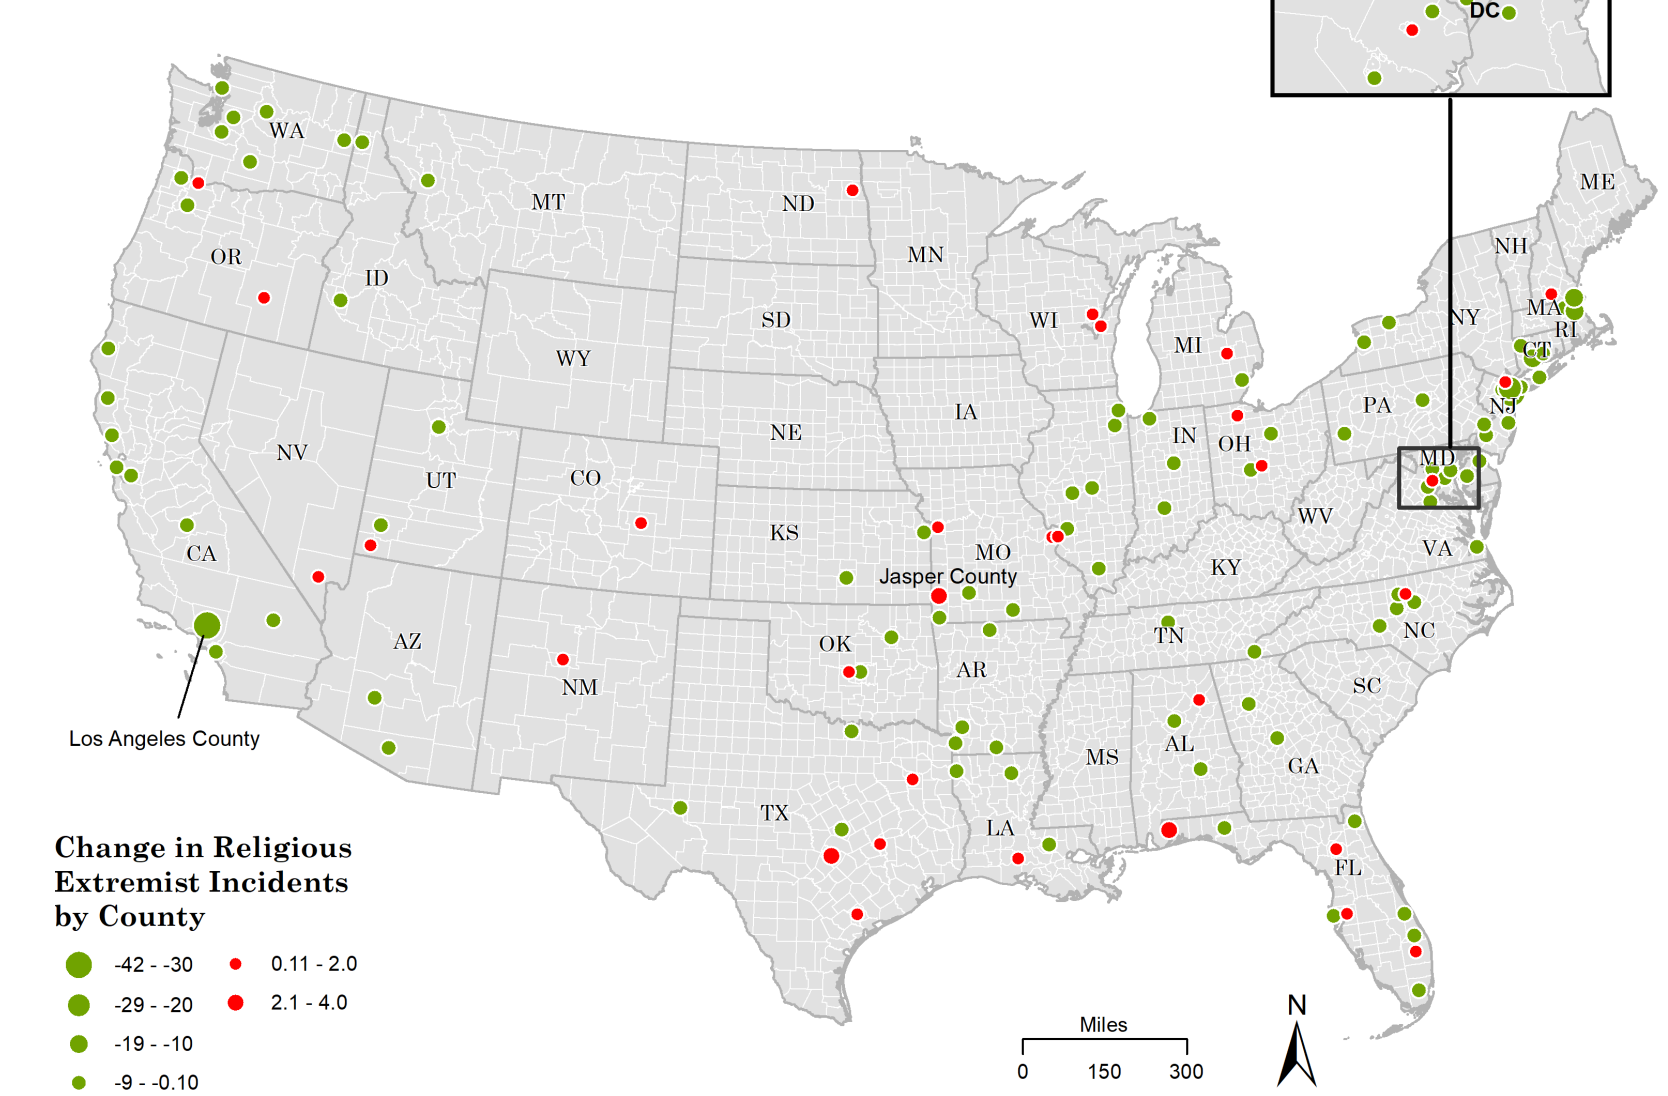 DC
WA
MT
ND
MN
ME
OR
ID
NH
SD
WI
MI
NY
MA
RI
WY
CT
NE
IA
PA
NJ
NV
UT
CO
IN
OH
MD
KS
MO
WV
CA
VA
KY
Jasper County
AZ
NM
OK
AR
TN
NC
SC
Los Angeles County
MS
AL
GA
TX
LA
FL
Change in Religious
Extremist Incidents
by County
-42 - -30
-29 - -20
-19 - -10
-9 - -0.10
0.11 - 2.0
2.1 - 4.0
Miles
0 150 300
N